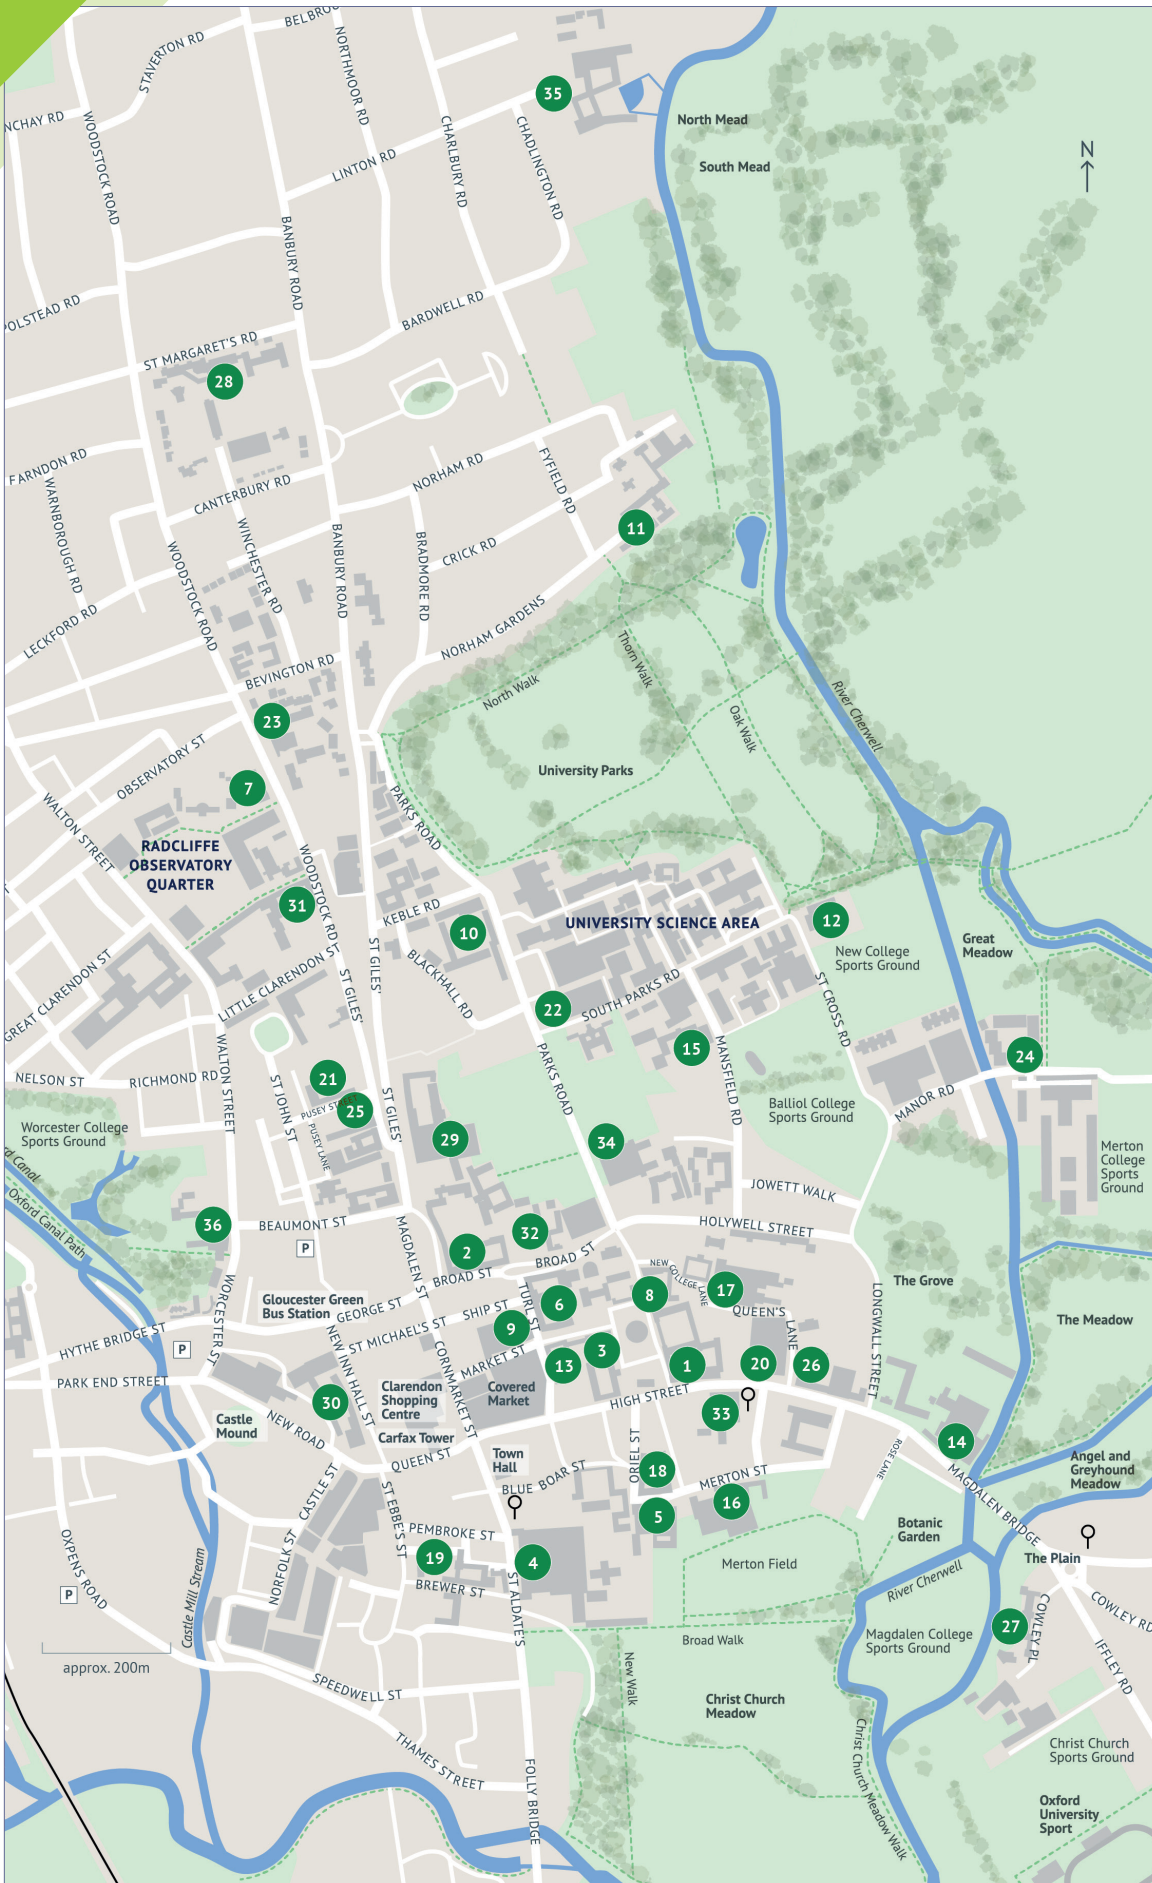 BELBRO
STAVERTON RD
NORTHMOOR RD
NCHAY RD
WOODSTOCK ROAD
35
CHARLBURY RD
CHADLINGTON RD
LINTON RD
North Mead
South Mead
N
BANBURY ROAD
POLSTEAD RD
BARDWELL RD
ST MARGARET'S RD
28
FARNDON RD
WARNBOROUGH RD
CANTERBURY RD
NORHAM RD
FYFIELD RD
WINCHESTER RD
11
WOODSTOCK ROAD
BANBURY ROAD
BRADMORE RD
CRICK RD
LECKFORD RD
NORHAM GARDENS
BEVINGTON RD
Thorn Walk
North Walk
Oak Walk
River Cherwell
23
OBSERVATORY ST
University Parks
7
WALTON STREET
PARKS ROAD
RADCLIFFE
OBSERVATORY
QUARTER
WOODSTOCK RD
31
KEBLE RD
10
UNIVERSITY SCIENCE AREA
12
New College
Sports Ground
Great
Meadow
ST GILES'
BLACKHALL RD
GREAT CLARENDON ST
LITTLE CLARENDON ST
ST GILES'
22
SOUTH PARKS RD
ST CROSS RD
15
24
WALTON STREET
PARKS ROAD
MANSFIELD RD
NELSON ST
RICHMOND RD
21
ST JOHN ST
PUSEY STREET
25
PUSEY LANE
ST GILES'
MANOR RD
Balliol College
Sports Ground
Worcester College
Sports Ground
29
34
Merton
College
Sports
Ground
rd Canal
Oxford Canal Path
JOWETT WALK
36
BEAUMONT ST
P
MAGDALEN ST
32
HOLYWELL STREET
2
BROAD ST
BROAD ST
NEW COLLEGE LANE
The Grove
WORCESTER ST
Gloucester Green
Bus Station
GEORGE ST
SHIP ST
TURL ST
6
8
17
QUEEN'S
LANE
LONGWALL STREET
The Meadow
HYTHE BRIDGE ST
P
ST MICHAEL'S ST
9
NEW INN HALL ST
CORNMARKET ST
MARKET ST
13
3
1
20
26
PARK END STREET
Clarendon
Shopping
Centre
Covered
Market
HIGH STREET
30
33
Castle
Mound
NEW ROAD
Carfax Tower
QUEEN ST
Town
Hall
ORIEL ST
ROSE LANE
14
Angel and
Greyhound
Meadow
18
MERTON ST
BLUE BOAR ST
MAGDALEN BRIDGE
CASTLE ST
ST EBBE'S ST
PEMBROKE ST
5
16
Botanic
Garden
The Plain
OXPENS ROAD
NORFOLK ST
19
4
Merton Field
River Cherwell
P
Castle Mill Stream
BREWER ST
ST ALDATE'S
COWLEY PL
COWLEY RD
27
Broad Walk
Magdalen College
Sports Ground
IFFLEY RD
approx. 200m
SPEEDWELL ST
New Walk
Christ Church
Meadow
Christ Church Meadow Walk
THAMES STREET
Christ Church
Sports Ground
FOLLY BRIDGE
Oxford
University
Sport